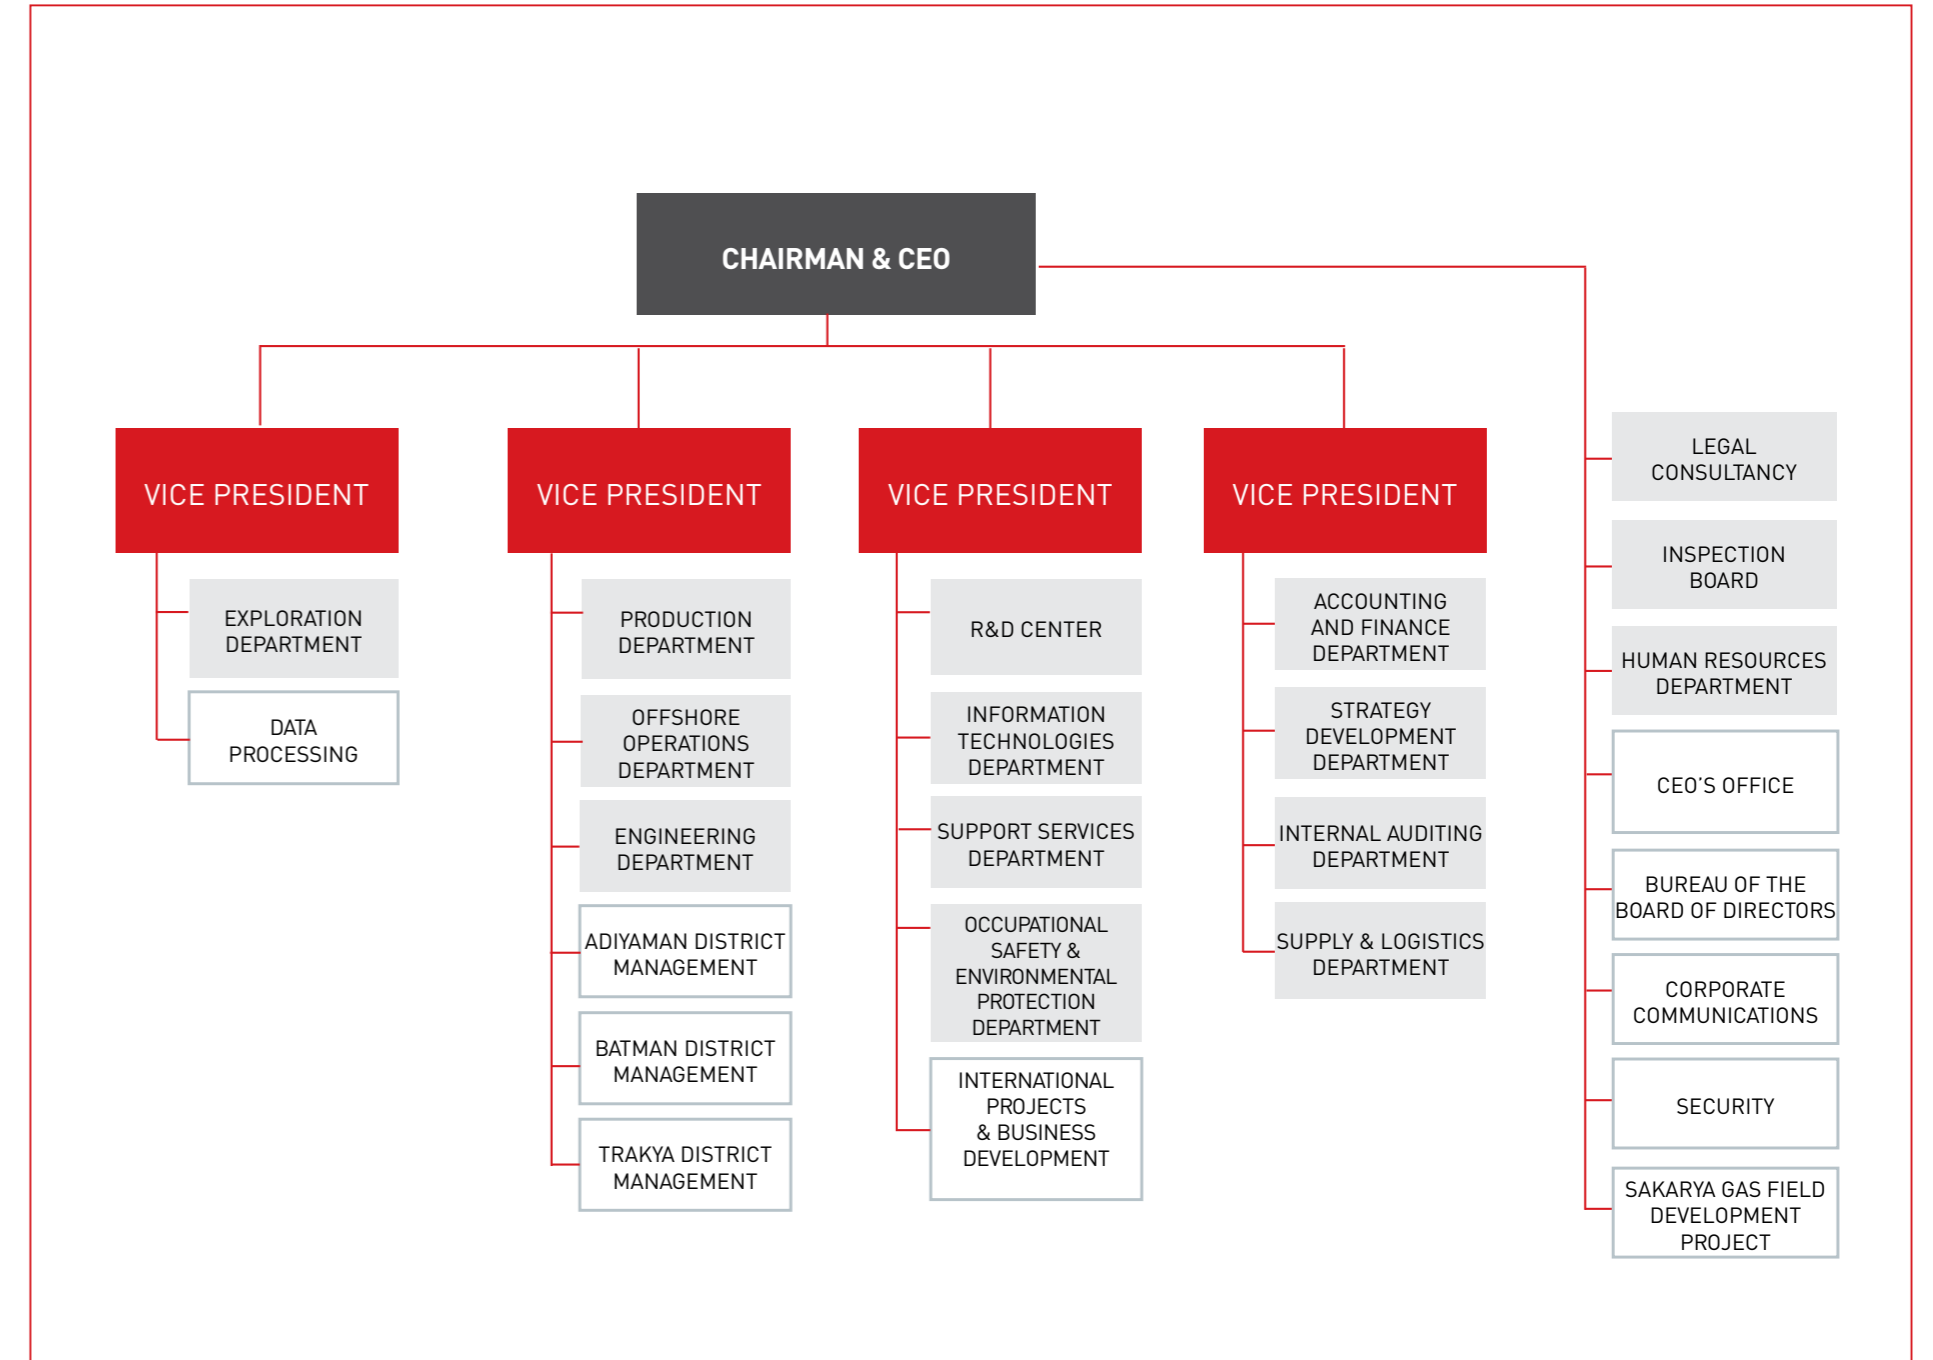 CHAIRMAN & CEO
VICE PRESIDENT
EXPLORATION
DEPARTMENT
DATA
PROCESSING
VICE PRESIDENT
PRODUCTION
DEPARTMENT
OFFSHORE
OPERATIONS
DEPARTMENT
ENGINEERING
DEPARTMENT
ADIYAMAN DISTRICT
MANAGEMENT
BATMAN DISTRICT
MANAGEMENT
TRAKYA DISTRICT
MANAGEMENT
VICE PRESIDENT
R&D CENTER
INFORMATION
TECHNOLOGIES
DEPARTMENT
SUPPORT SERVICES
DEPARTMENT
OCCUPATIONAL
SAFETY &
ENVIRONMENTAL
PROTECTION
DEPARTMENT
INTERNATIONAL
PROJECTS
& BUSINESS
DEVELOPMENT
VICE PRESIDENT
ACCOUNTING
AND FINANCE
DEPARTMENT
STRATEGY
DEVELOPMENT
DEPARTMENT
INTERNAL AUDITING
DEPARTMENT
SUPPLY & LOGISTICS
DEPARTMENT
LEGAL
CONSULTANCY
INSPECTION
BOARD
HUMAN RESOURCES
DEPARTMENT
CEO'S OFFICE
BUREAU OF THE
BOARD OF DIRECTORS
CORPORATE
COMMUNICATIONS
SECURITY
SAKARYA GAS FIELD
DEVELOPMENT
PROJECT